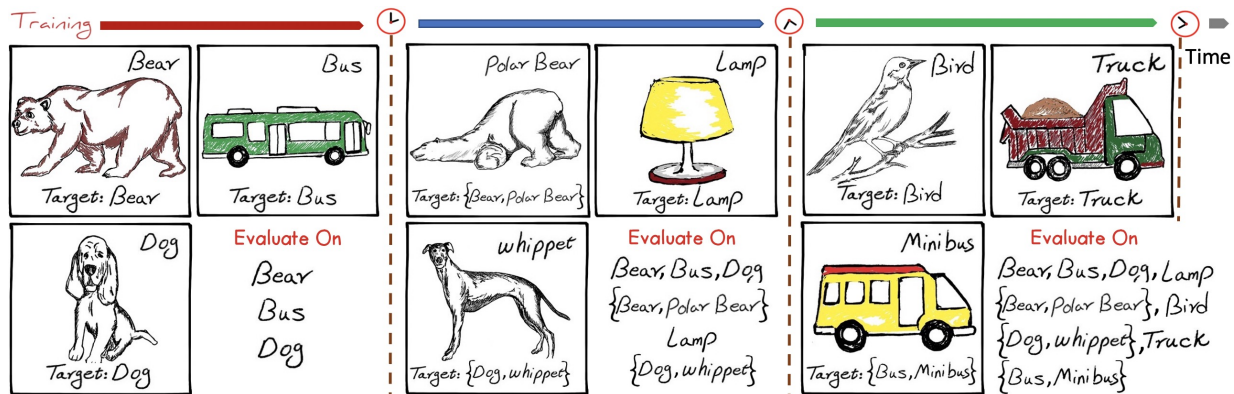 Training
Time
Bear
Target: Bear
Bus
Target: Bus
Dog
Target: Dog
Evaluate On
Bear
Bus
Dog
Polar Bear
Target: {Bear, Polar Bear}
Lamp
Target: Lamp
whippet
Target: {Dog, whippet}
Evaluate On
Bear, Bus, Dog
{Bear, Polar Bear}
Lamp
{Dog, whippet}
Bird
Target: Bird
Truck
Target: Truck
Minibus
Target: {Bus, Minibus}
Evaluate On
Bear, Bus, Dog, Lamp
{Bear, Polar Bear}, Bird
{Dog, whippet}, Truck
{Bus, Minibus}